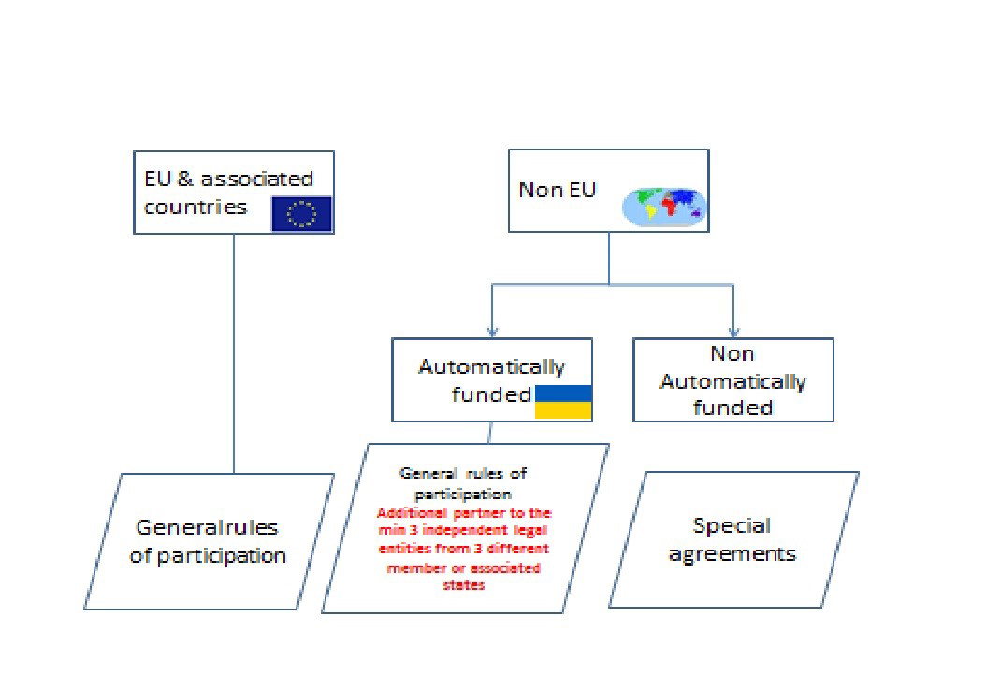 EU & associated
countries
Non EU
Automatically
funded
Non
Automatically
funded
General rules of
participation
Additional partner to the
min 3 independent legal
entities from 3 different
member or associated
states
Generalrules
of participation
Special
agreements